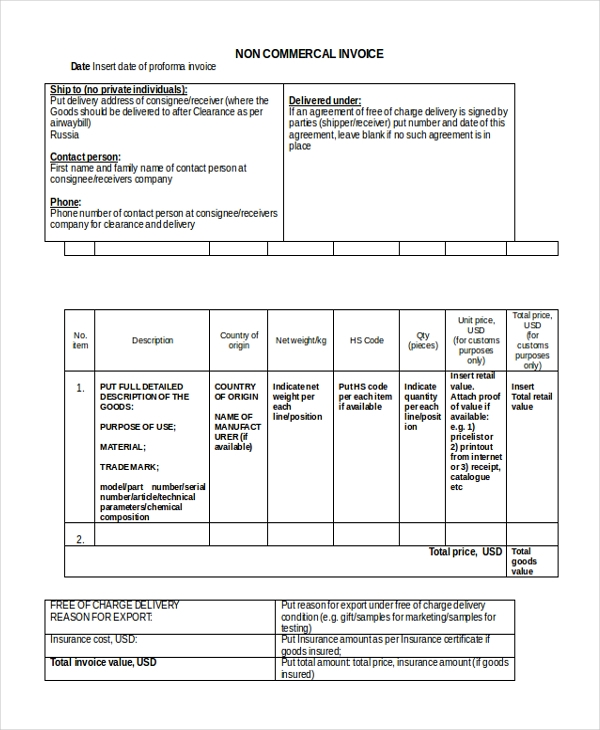 NON COMMERCAL INVOICE
Date Insert date of proforma invoice
Ship to (no private individuals):
Put delivery address of consignee/receiver (where the
Goods should be delivered to after Clearance as per
airwaybill)
Russia
Contact person:
First name and family name of contact person at
consignee/receivers company
Phone:
Phone number of contact person at consignee/receivers
company for clearance and delivery
Delivered under:
If an agreement of free of charge delivery is signed by
parties (shipper/receiver) put number and date of this
agreement, leave blank if no such agreement is in
place
No.
item
Description
Country of
origin
Net weight/kg
HS Code
Qty
(pieces)
Unit price,
USD
(for customs
purposes
only)
Total price,
USD
(for
customs
purposes
only)
1.
PUT FULL DETAILED
DESCRIPTION OF THE
GOODS:
PURPOSE OF USE;
MATERIAL;
TRADEMARK;
model/part number/serial
number/article/technical
parameters/chemical
composition
COUNTRY
OF ORIGIN
NAME OF
MANUFACT
URER (if
available)
Indicate net
weight per
each
line/position
Put HS code
per each item
if available
Indicate
quantity
per each
line/posit
ion
Insert retail
value.
Attach proof
of value if
available:
e.g. 1)
pricelist or
2) printout
from internet
or 3) receipt,
catalogue
etc
Insert
Total retail
value
2.
Total price, USD
Total
goods
value
FREE OF CHARGE DELIVERY
REASON FOR EXPORT:
Put reason for export under free of charge delivery
condition (e.g. gift/samples for marketing/samples for
testing)
Insurance cost, USD:
Put Insurance amount as per Insurance certificate if
goods insured;
Total invoice value, USD
Put total amount: total price, insurance amount (if goods
insured)